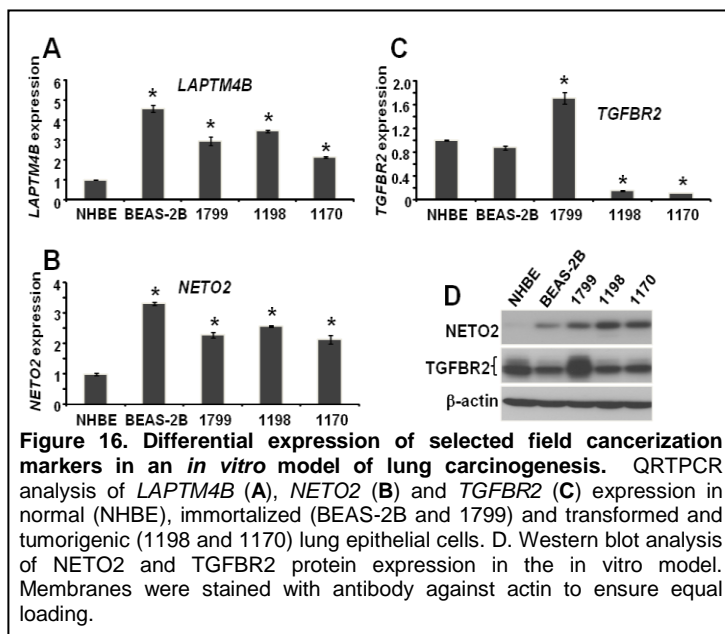 A
LAPTM4B
LAPTM4B expression
6
5
4
3
2
1
0
* * * *
NHBE BEAS-2B 1799 1198 1170
B
NETO2
NETO2 expression
4
3
2
1
0
* * * *
NHBE BEAS-2B 1799 1198 1170
C
TGFBR2
TGFBR2 expression
2.0
1.6
1.2
0.8
0.4
0
* * *
NHBE BEAS-2B 1799 1198 1170
D
NHBE BEAS-2B 1799 1198 1170
NETO2
TGFBR2[
β-actin
Figure 16. Differential expression of selected field cancerization
markers in an in vitro model of lung carcinogenesis. QRTPCR
analysis of LAPTM4B (A), NETO2 (B) and TGFBR2 (C) expression in
normal (NHBE), immortalized (BEAS-2B and 1799) and transformed and
tumorigenic (1198 and 1170) lung epithelial cells. D. Western blot analysis
of NETO2 and TGFBR2 protein expression in the in vitro model.
Membranes were stained with antibody against actin to ensure equal
loading.